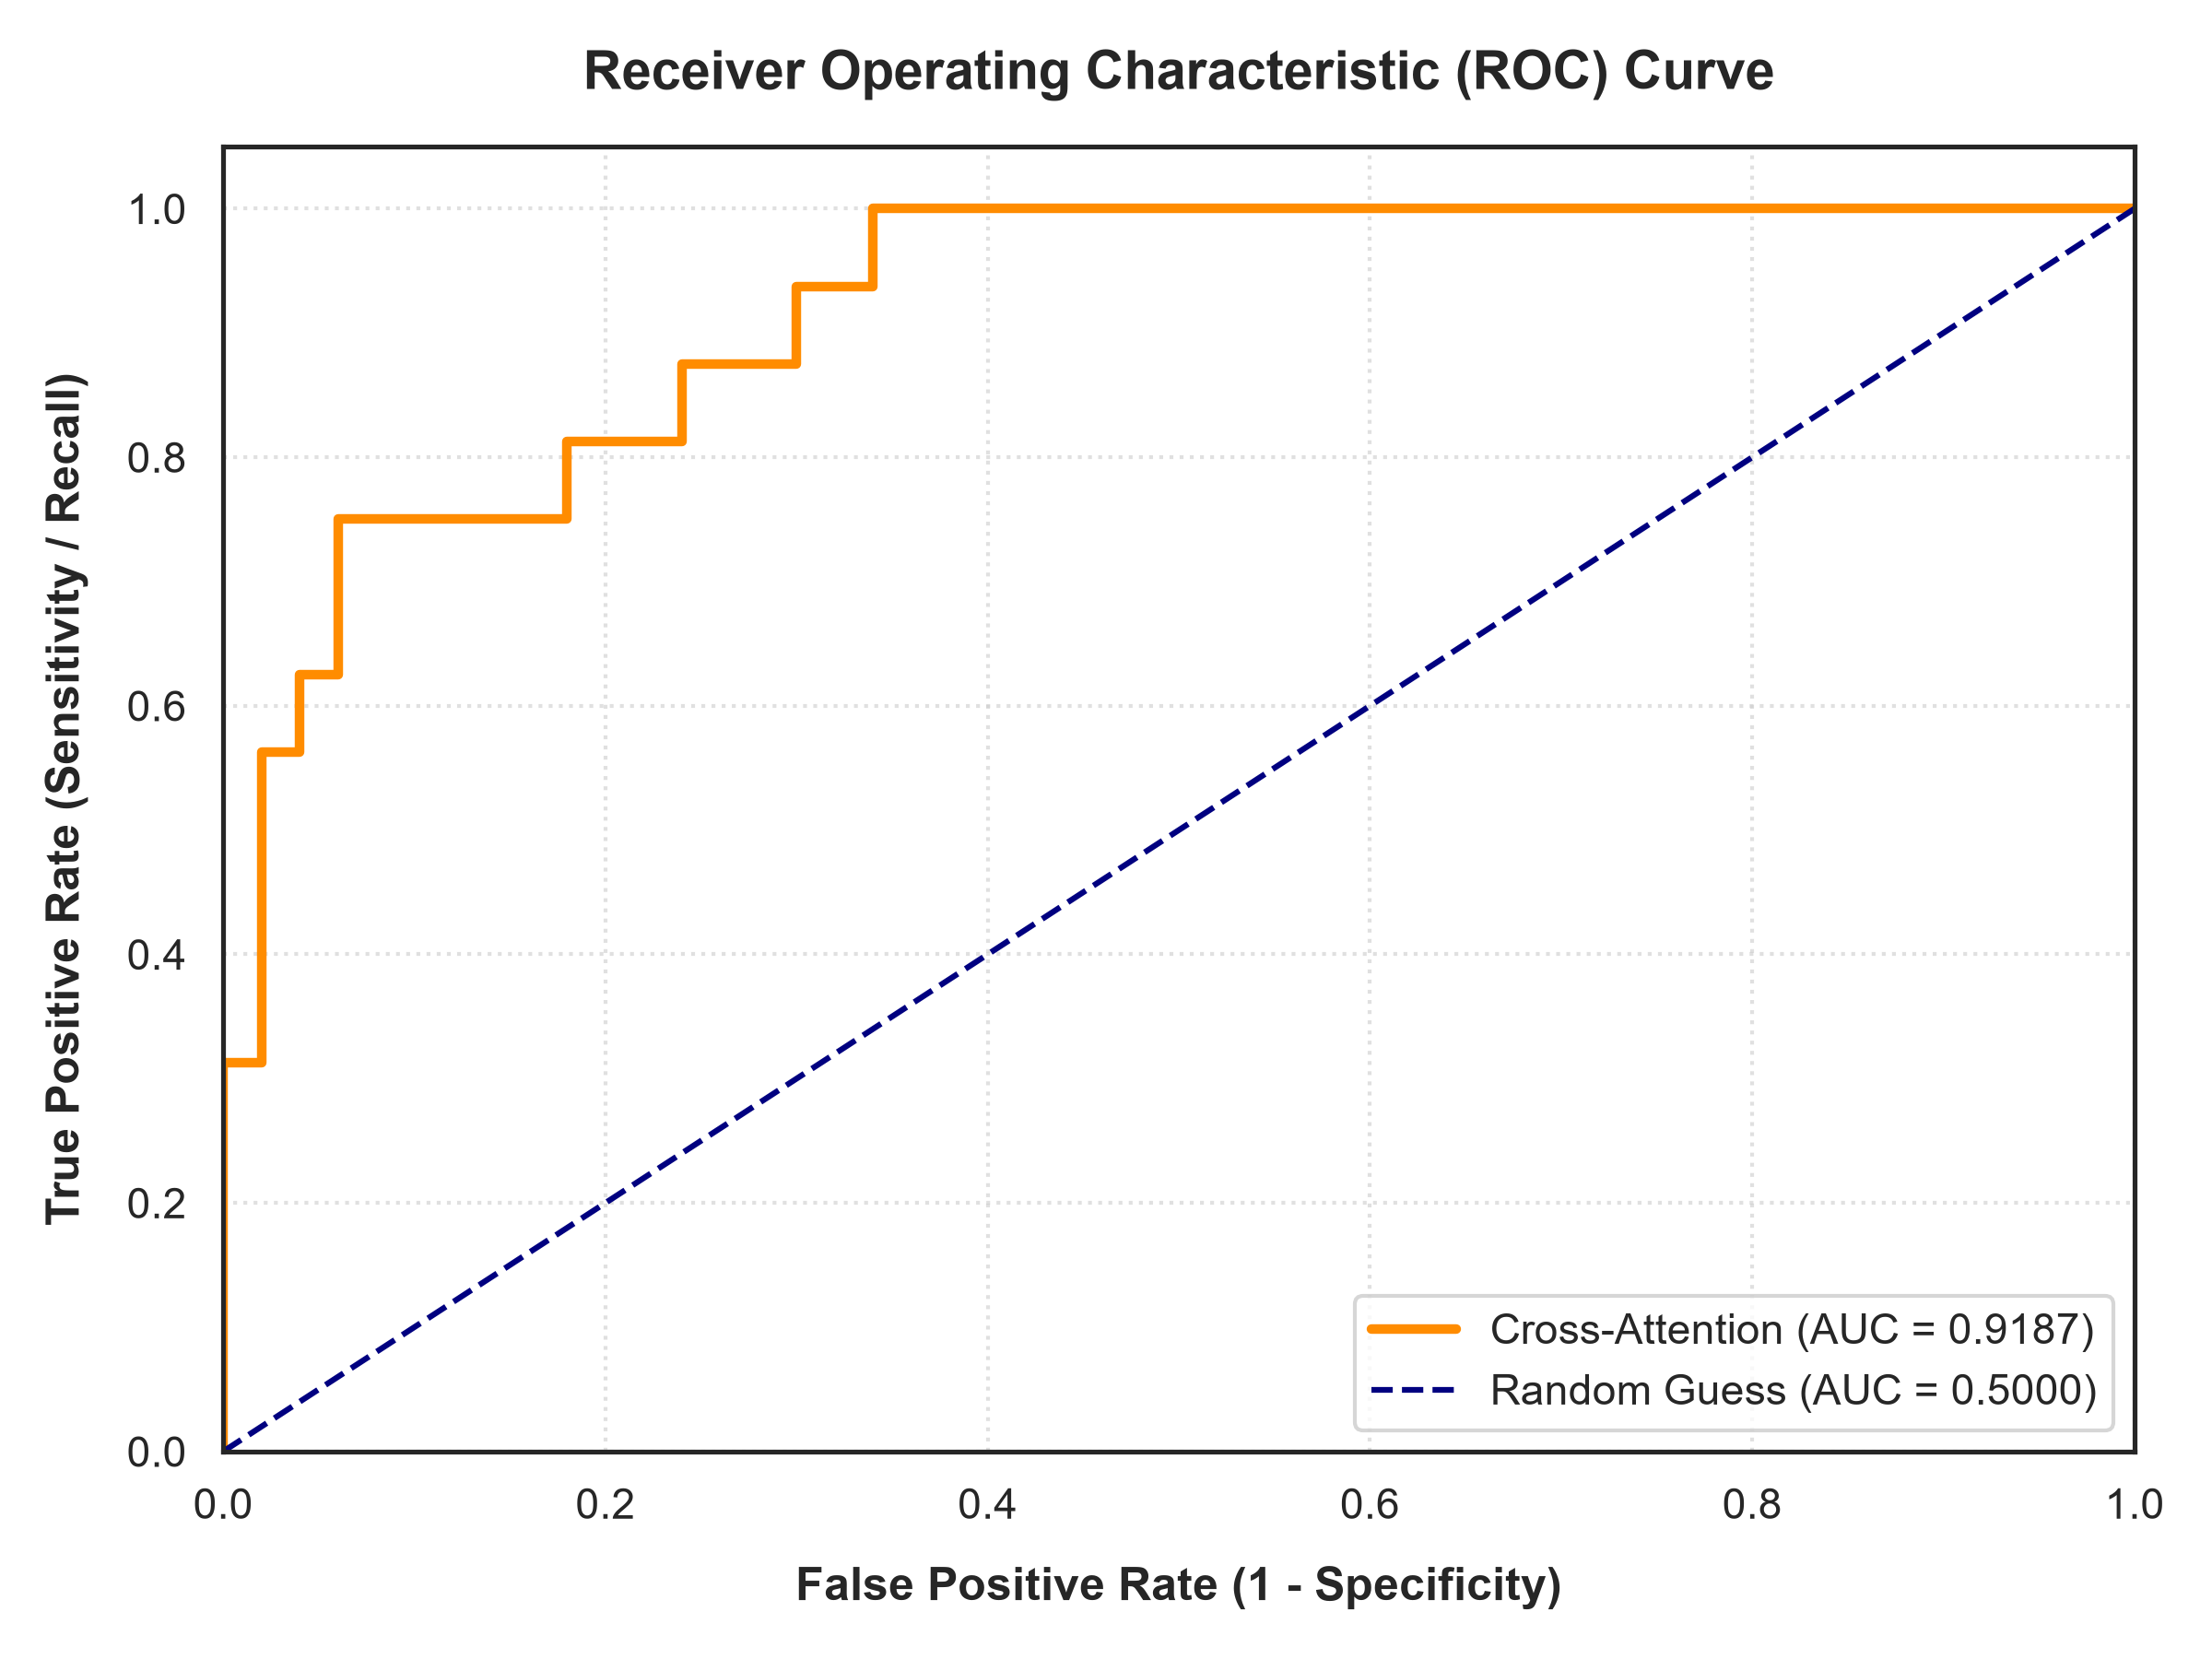 Receiver Operating Characteristic (ROC) Curve
True Positive Rate (Sensitivity / Recall)
1.0
0.8
0.6
0.4
0.2
0.0
0.0 0.2 0.4 0.6 0.8 1.0
False Positive Rate (1 - Specificity)
Cross-Attention (AUC = 0.9187)
Random Guess (AUC = 0.5000)